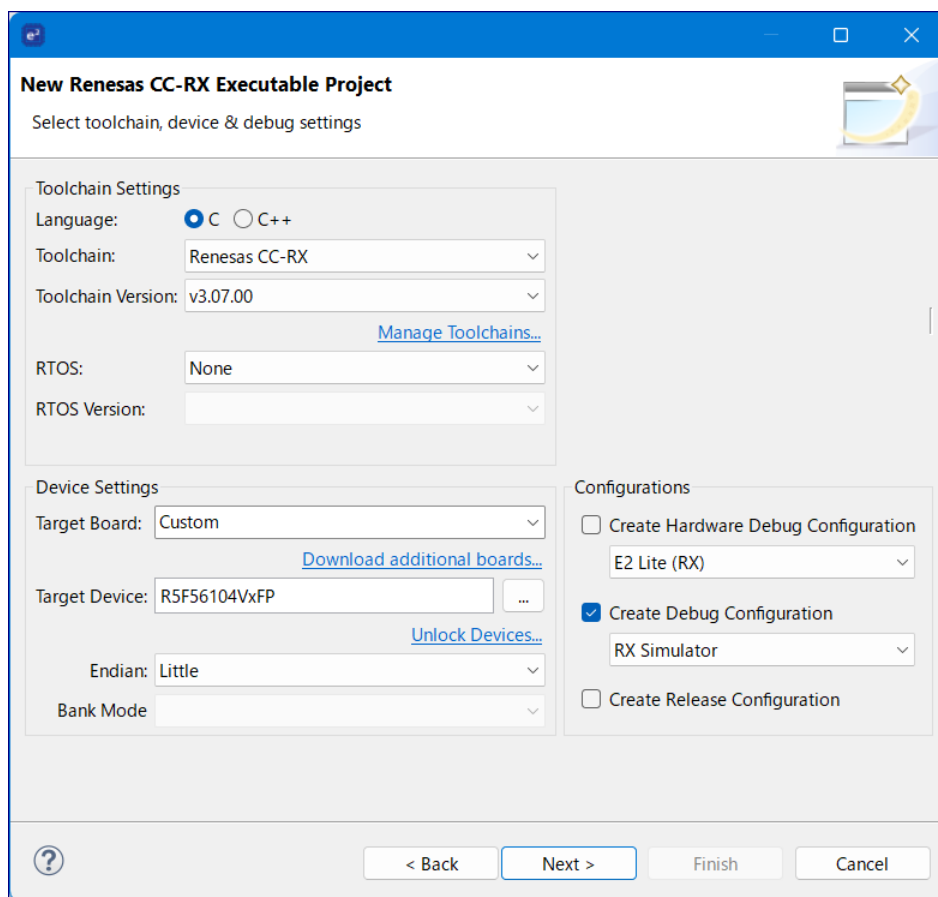 e²
New Renesas CC-RX Executable Project
Select toolchain, device & debug settings
Toolchain Settings
Language: C C++
Toolchain: Renesas CC-RX
Toolchain Version: v3.07.00
Manage Toolchains...
RTOS: None
RTOS Version:
Device Settings
Target Board: Custom
Download additional boards...
Target Device: R5F56104VxFP ...
Unlock Devices...
Endian: Little
Bank Mode
Configurations
Create Hardware Debug Configuration
E2 Lite (RX)
Create Debug Configuration
RX Simulator
Create Release Configuration
? < Back Next > Finish Cancel